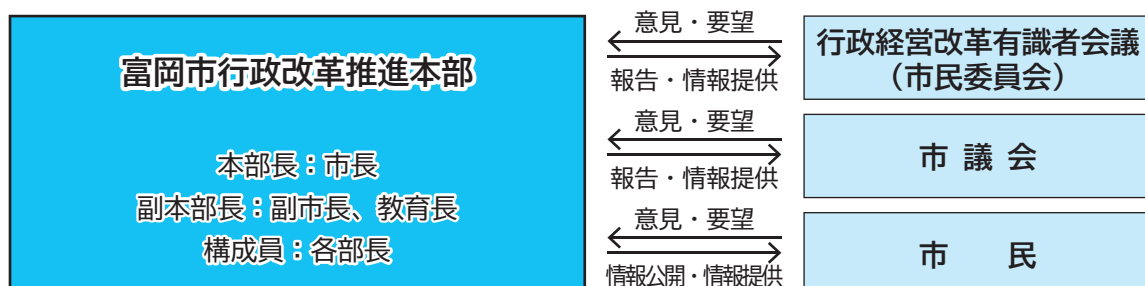 富岡市行政改革推進本部
本部長：市長
副本部長：副市長、教育長
構成員：各部長
意見・要望
報告・情報提供
行政経営改革有識者会議
（市民委員会）
意見・要望
報告・情報提供
市 議 会
意見・要望
情報公開・情報提供
市　　民